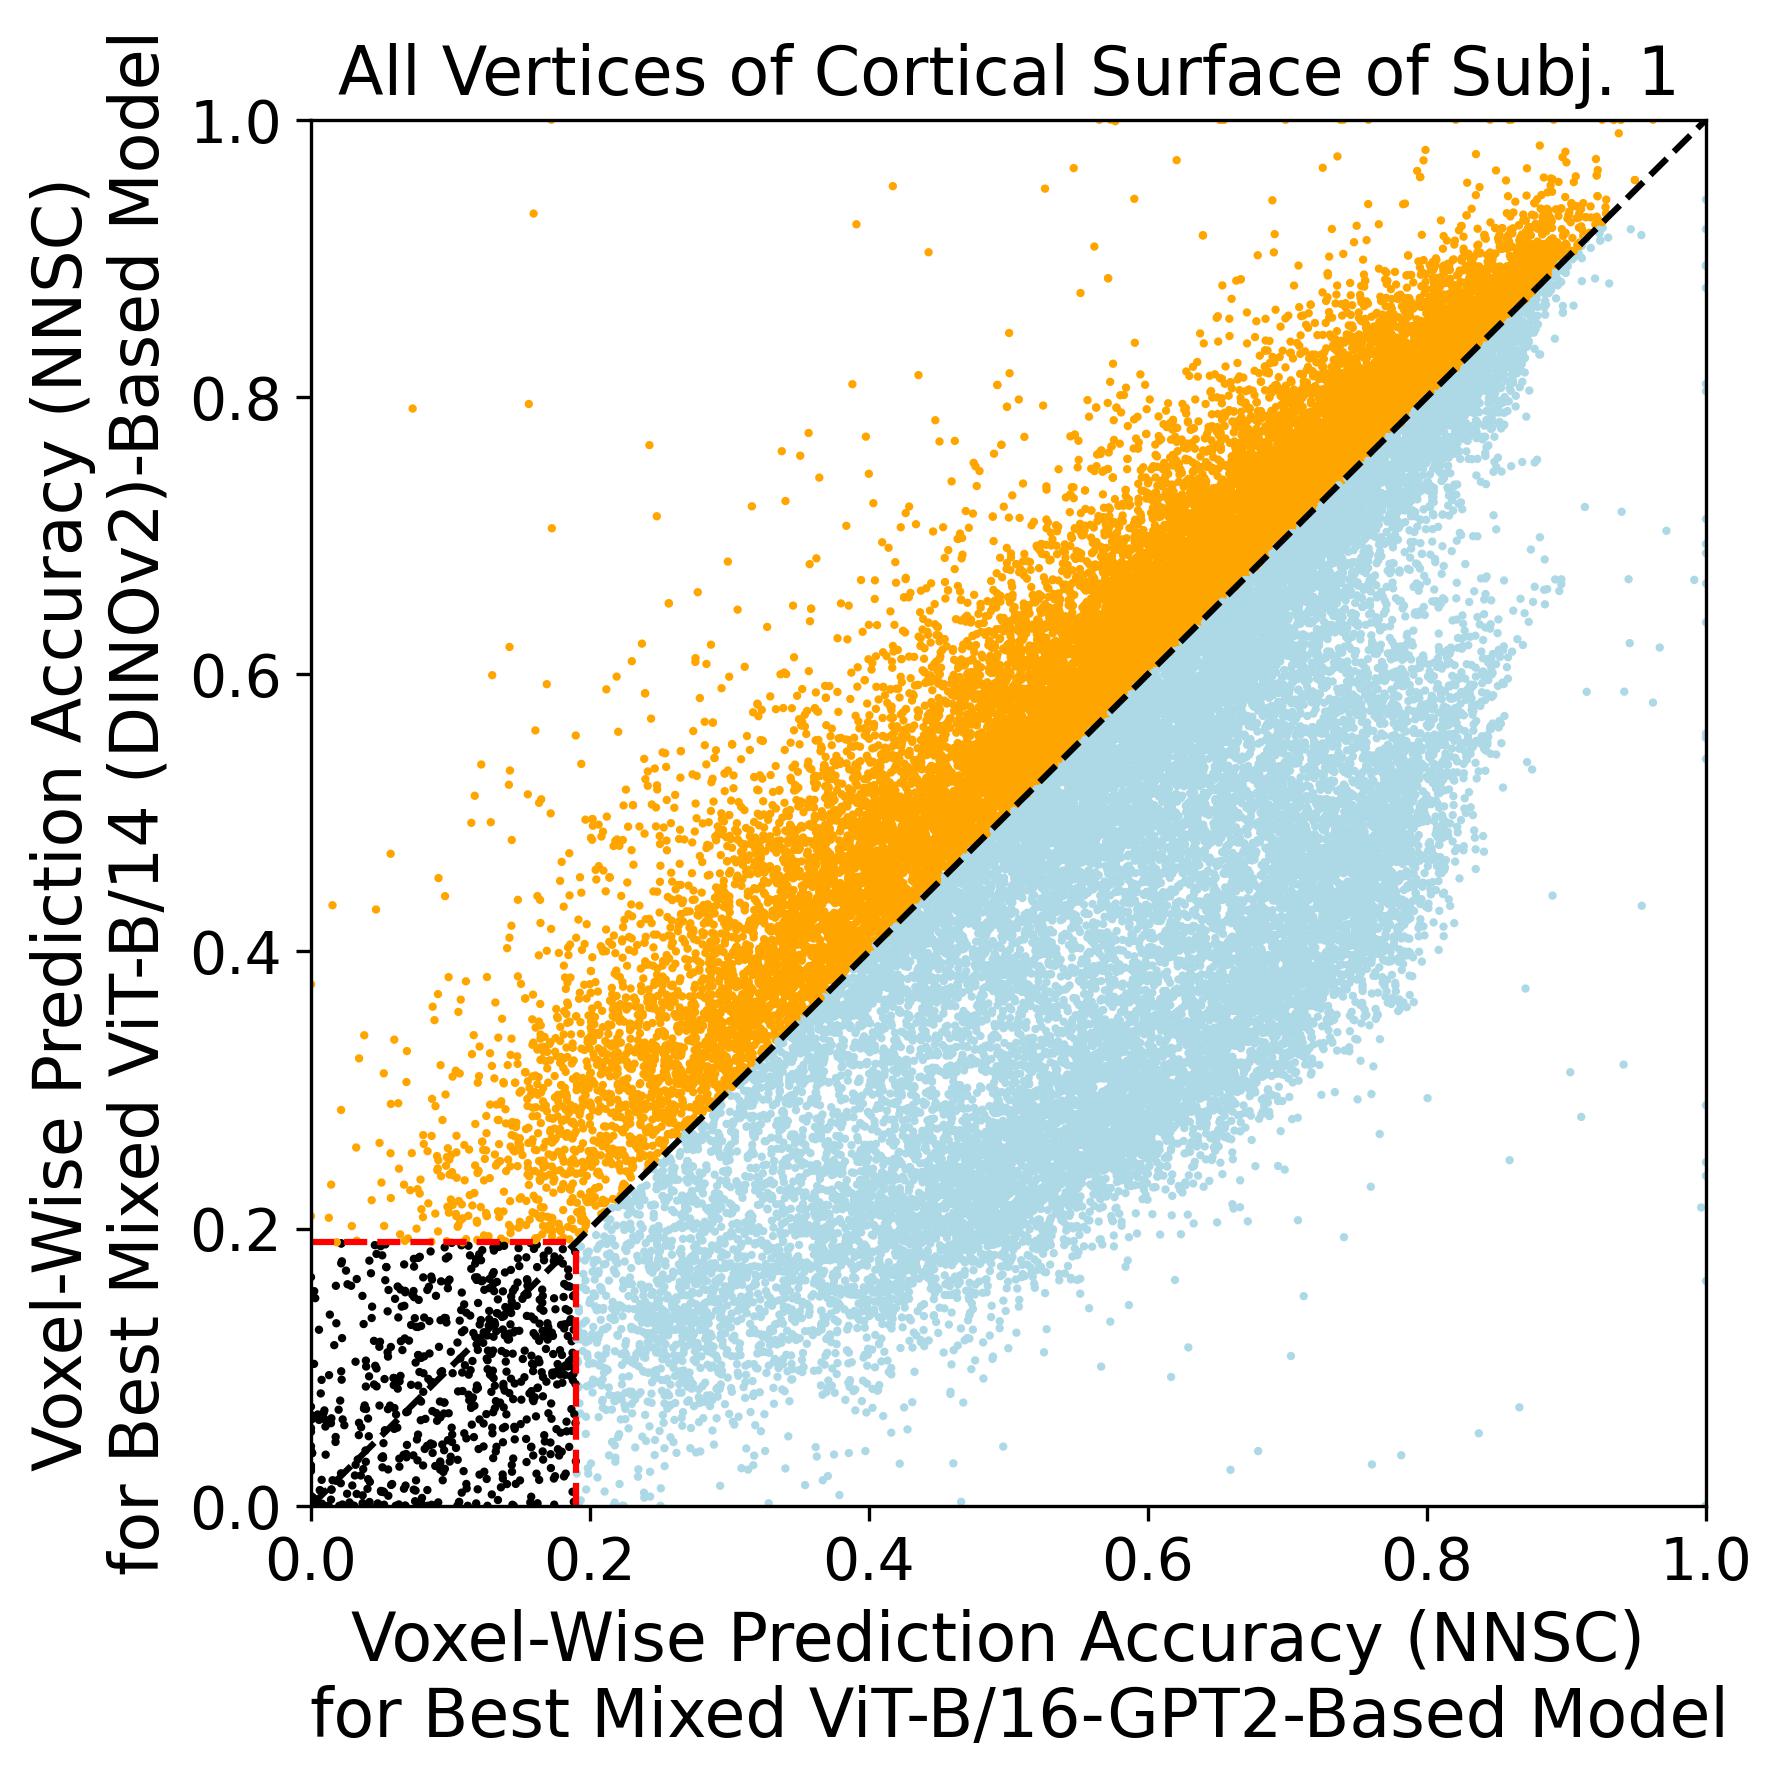 All Vertices of Cortical Surface of Subj. 1
Voxel-Wise Prediction Accuracy (NNSC)
for Best Mixed ViT-B/14 (DINOv2)-Based Model
1.0
0.8
0.6
0.4
0.2
0.0
0.0 0.2 0.4 0.6 0.8 1.0
Voxel-Wise Prediction Accuracy (NNSC)
for Best Mixed ViT-B/16-GPT2-Based Model